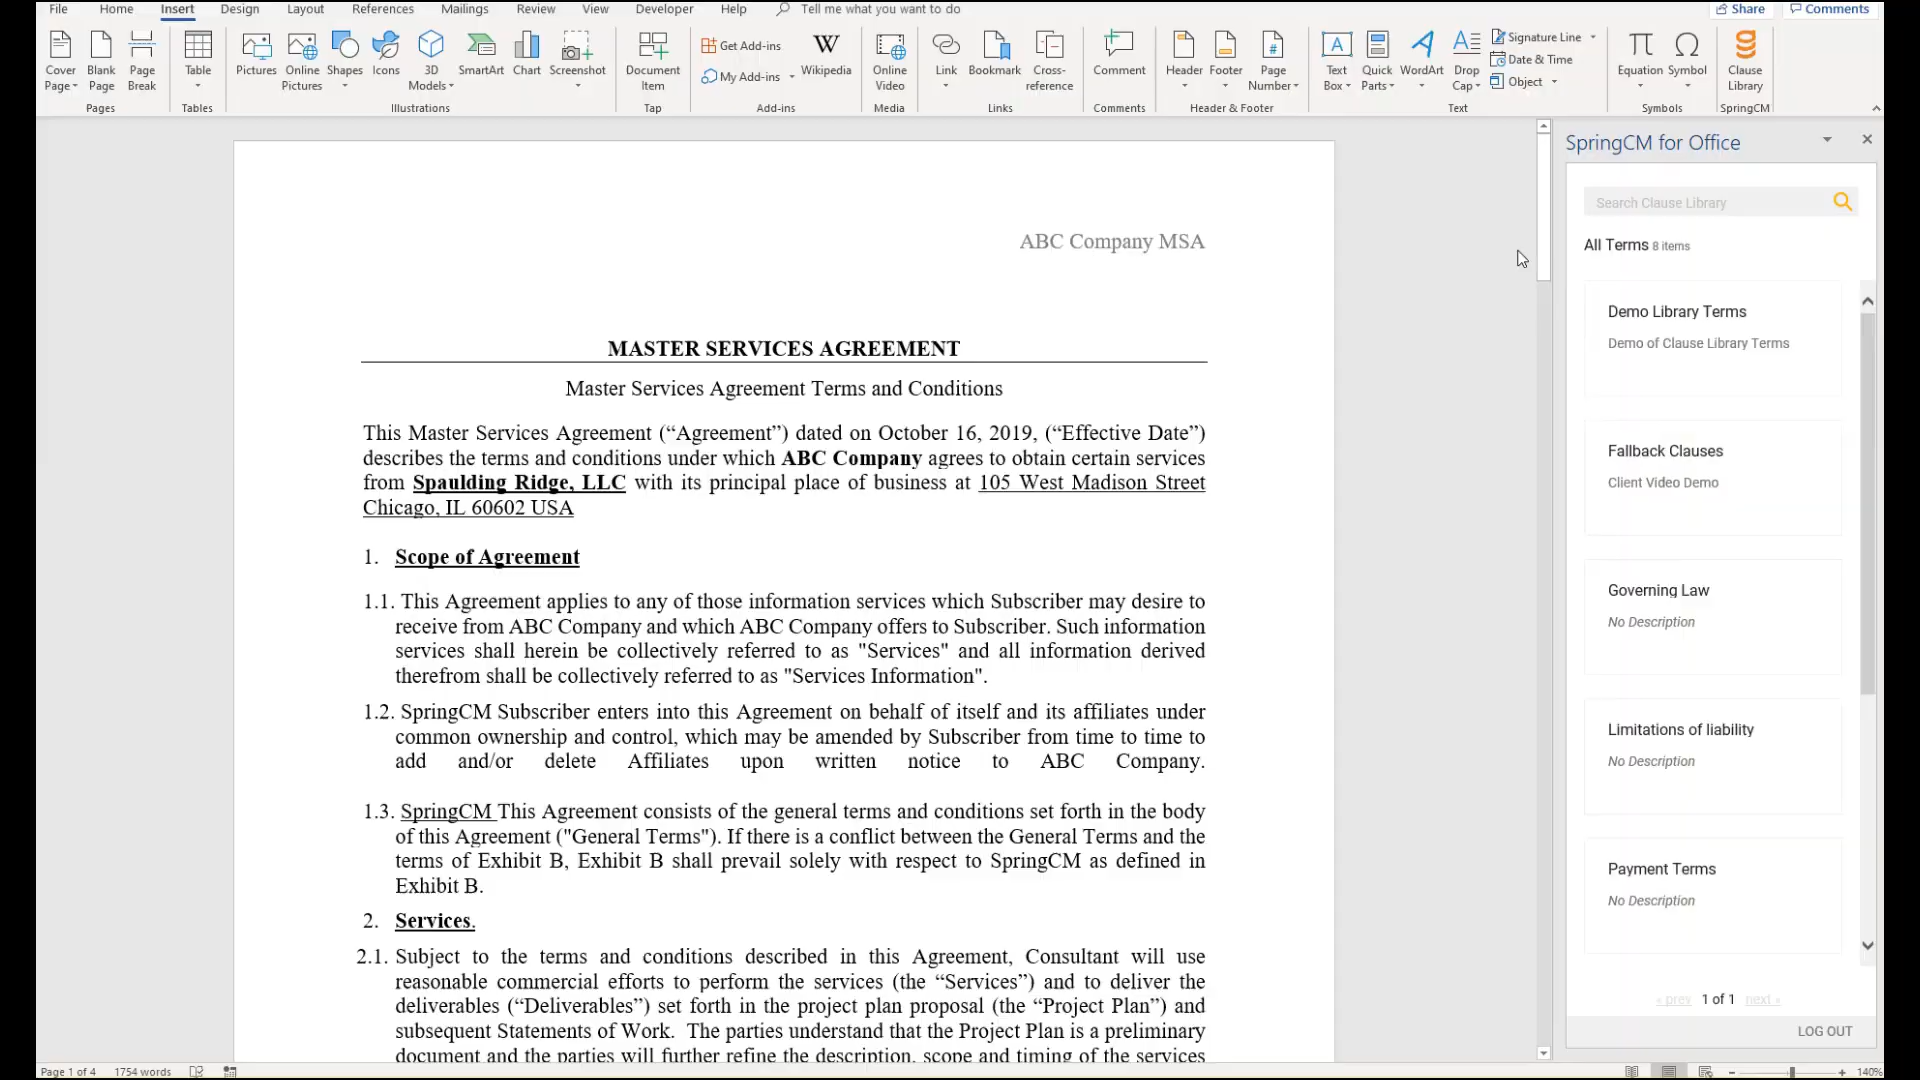 File Home Insert Design Layout References Mailings Review View Developer Help Tell me what you want to do Share Comments
Cover Page Blank Page Page Break Table Pictures Online Pictures Shapes Icons 3D Models SmartArt Chart Screenshot Document Item Get Add-ins My Add-ins W Wikipedia Online Video Link Bookmark Cross-reference Comment Header Footer Page Number Text Box Quick Parts WordArt Drop Cap Signature Line Date & Time Object Equation Symbol Clause Library
Pages Tables Illustrations Tap Add-ins Media Links Comments Header & Footer Text Symbols SpringCM
ABC Company MSA
MASTER SERVICES AGREEMENT
Master Services Agreement Terms and Conditions
This Master Services Agreement (“Agreement”) dated on October 16, 2019, (“Effective Date”)
describes the terms and conditions under which ABC Company agrees to obtain certain services
from Spaulding Ridge, LLC with its principal place of business at 105 West Madison Street
Chicago, IL 60602 USA
1. Scope of Agreement
1.1. This Agreement applies to any of those information services which Subscriber may desire to
receive from ABC Company and which ABC Company offers to Subscriber. Such information
services shall herein be collectively referred to as "Services" and all information derived
therefrom shall be collectively referred to as "Services Information".
1.2. SpringCM Subscriber enters into this Agreement on behalf of itself and its affiliates under
common ownership and control, which may be amended by Subscriber from time to time to
add and/or delete Affiliates upon written notice to ABC Company.
1.3. SpringCM This Agreement consists of the general terms and conditions set forth in the body
of this Agreement ("General Terms"). If there is a conflict between the General Terms and the
terms of Exhibit B, Exhibit B shall prevail solely with respect to SpringCM as defined in
Exhibit B.
2. Services.
2.1. Subject to the terms and conditions described in this Agreement, Consultant will use
reasonable commercial efforts to perform the services (the “Services”) and to deliver the
deliverables (“Deliverables”) set forth in the project plan proposal (the “Project Plan”) and
subsequent Statements of Work. The parties understand that the Project Plan is a preliminary
document and the parties will further refine the description, scope and timing of the services
SpringCM for Office
Search Clause Library
All Terms 8 items
Demo Library Terms
Demo of Clause Library Terms
Fallback Clauses
Client Video Demo
Governing Law
No Description
Limitations of liability
No Description
Payment Terms
No Description
« prev 1 of 1 next »
LOG OUT
Page 1 of 4 1754 words 140%